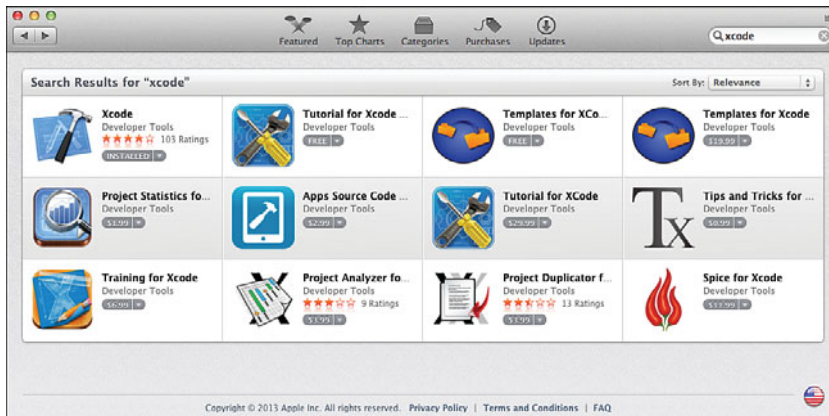 Featured Top Charts Categories Purchases Updates
xcode
Search Results for "xcode"
Sort By: Relevance
Xcode
Developer Tools
103 Ratings
INSTALLED
Tutorial for Xcode ...
Developer Tools
FREE
Templates for XCo...
Developer Tools
FREE
Templates for Xcode
Developer Tools
$19.99
Project Statistics fo...
Developer Tools
$1.99
Apps Source Code ...
Developer Tools
$2.99
Tutorial for XCode
Developer Tools
$29.99
Tx
Tips and Tricks for ...
Developer Tools
$0.99
Training for Xcode
Developer Tools
$6.99
Project Analyzer fo...
Developer Tools
9 Ratings
$3.99
Project Duplicator f...
Developer Tools
13 Ratings
$3.99
Spice for Xcode
Developer Tools
Copyright © 2013 Apple Inc. All rights reserved. Privacy Policy | Terms and Conditions | FAQ